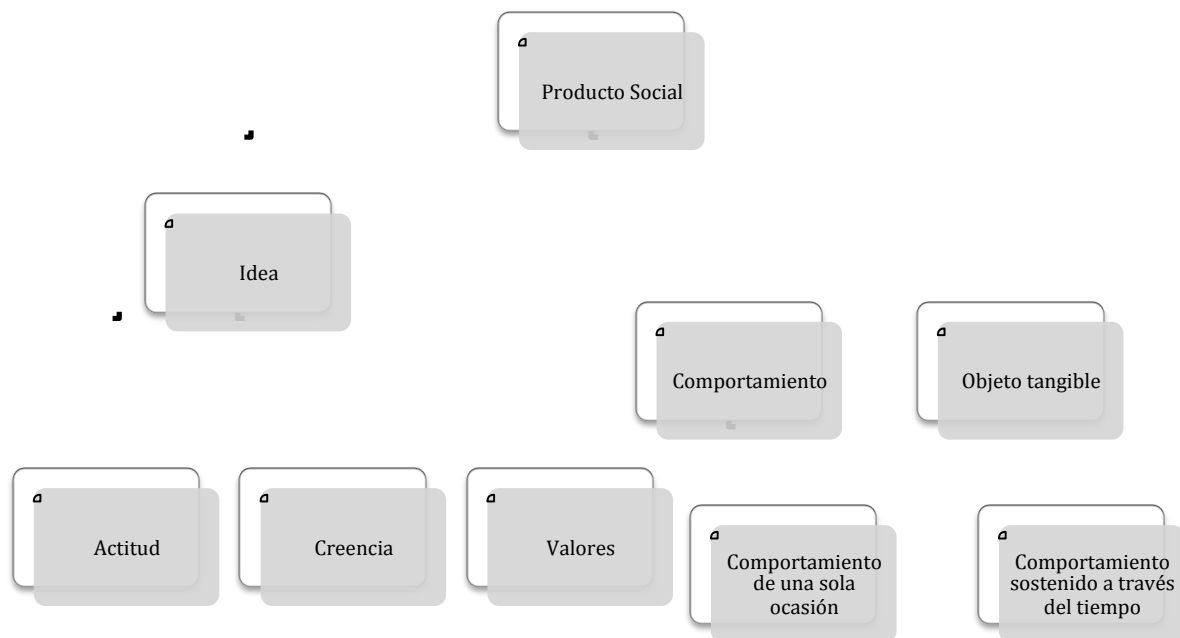 Producto Social
Idea
Comportamiento
Objeto tangible
Actitud
Creencia
Valores
Comportamiento
de una sola
ocasión
Comportamiento
sostenido a través
del tiempo